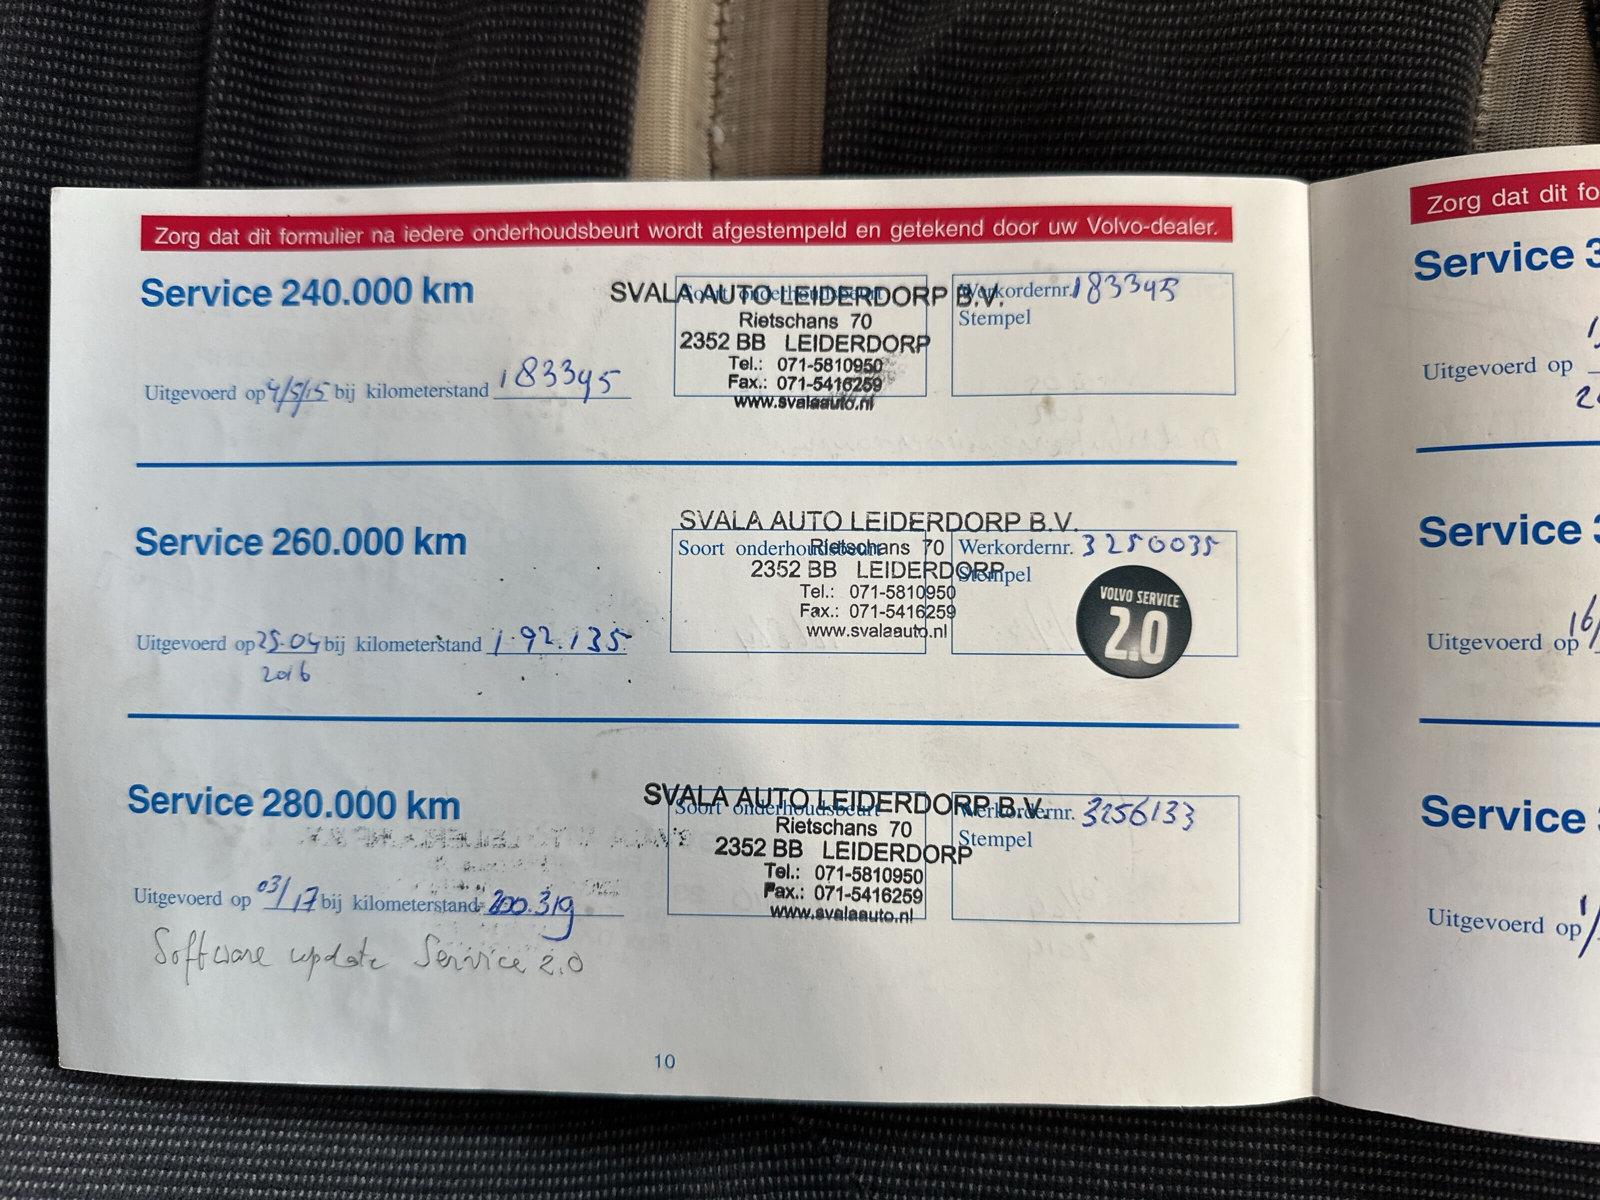 Zorg dat dit formulier na iedere onderhoudsbeurt wordt afgestempeld en getekend door uw Volvo-dealer.
Service 240.000 km
SVALA AUTO LEIDERDORP B.V.
Rietschans 70
2352 BB LEIDERDORP
Tel.: 071-5810950
Fax.: 071-5416259
www.svalaauto.nl
Soort onderhoudsbeurt
Werkordernr. 183345
Stempel
Uitgevoerd op 4/5/15 bij kilometerstand 183345
Service 260.000 km
SVALA AUTO LEIDERDORP B.V.
Rietschans 70
2352 BB LEIDERDORP
Tel.: 071-5810950
Fax.: 071-5416259
www.svalaauto.nl
Soort onderhoudsbeurt
Werkordernr. 3250035
Stempel
VOLVO SERVICE
2.0
Uitgevoerd op 25-04 bij kilometerstand 192.135
2016
Service 280.000 km
SVALA AUTO LEIDERDORP B.V.
Rietschans 70
2352 BB LEIDERDORP
Tel.: 071-5810950
Fax.: 071-5416259
www.svalaauto.nl
Soort onderhoudsbeurt
Werkordernr. 3256133
Stempel
Uitgevoerd op 03/17 bij kilometerstand 200.319
Software update Service 2.0
10
Zorg dat dit fo
Service 3
Uitgevoerd op
Service 3
Uitgevoerd op 16/
Service
Uitgevoerd op 1/